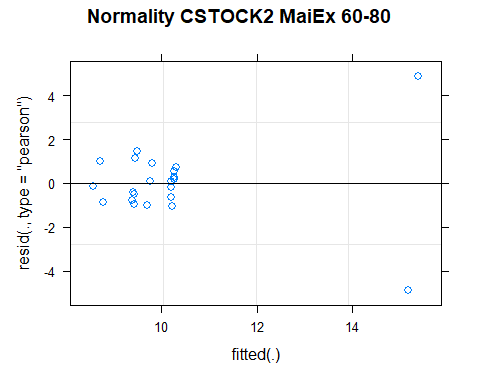 Normality CSTOCK2 MaiEx 60-80
resid(., type = "pearson")
4
2
0
-2
-4
10
12
14
fitted(.)